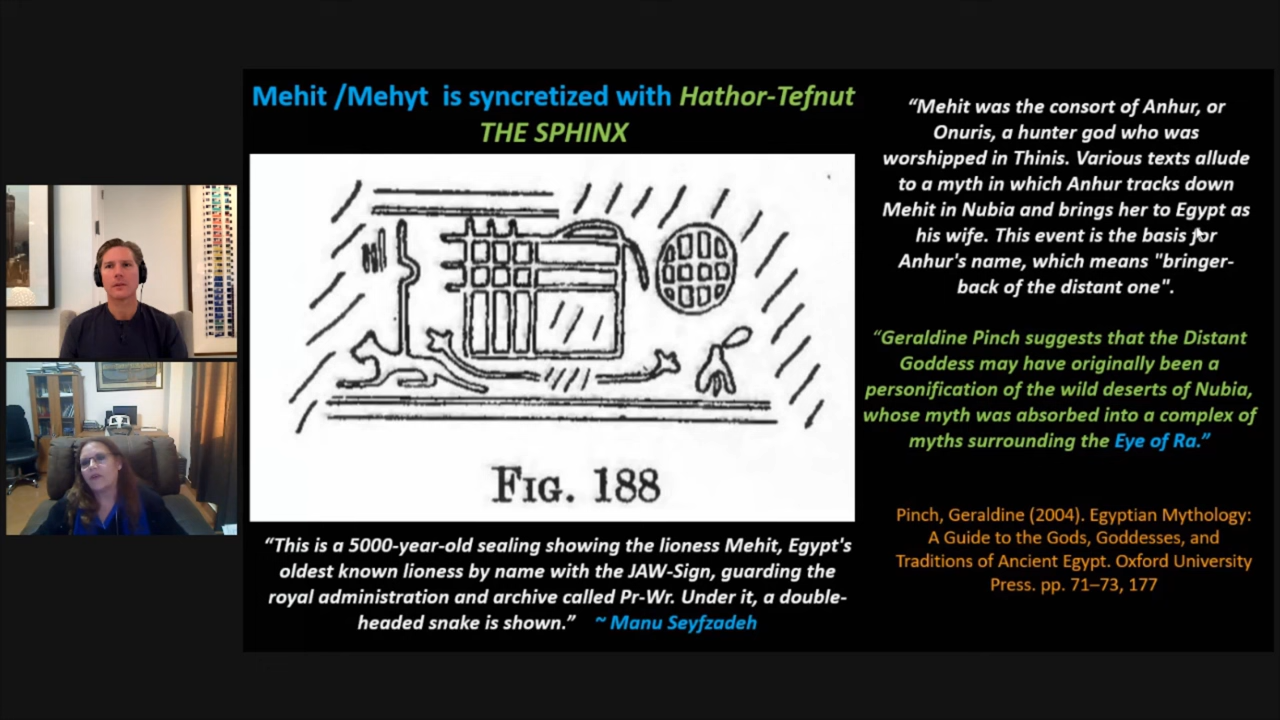 Mehit /Mehyt  is syncretized with Hathor-Tefnut
THE SPHINX
FIG. 188
“This is a 5000-year-old sealing showing the lioness Mehit, Egypt's
oldest known lioness by name with the JAW-Sign, guarding the
royal administration and archive called Pr-Wr. Under it, a double-
headed snake is shown.”   ~ Manu Seyfzadeh
“Mehit was the consort of Anhur, or
Onuris, a hunter god who was
worshipped in Thinis. Various texts allude
to a myth in which Anhur tracks down
Mehit in Nubia and brings her to Egypt as
his wife. This event is the basis for
Anhur's name, which means "bringer-
back of the distant one".
“Geraldine Pinch suggests that the Distant
Goddess may have originally been a
personification of the wild deserts of Nubia,
whose myth was absorbed into a complex of
myths surrounding the Eye of Ra.”
Pinch, Geraldine (2004). Egyptian Mythology:
A Guide to the Gods, Goddesses, and
Traditions of Ancient Egypt. Oxford University
Press. pp. 71–73, 177